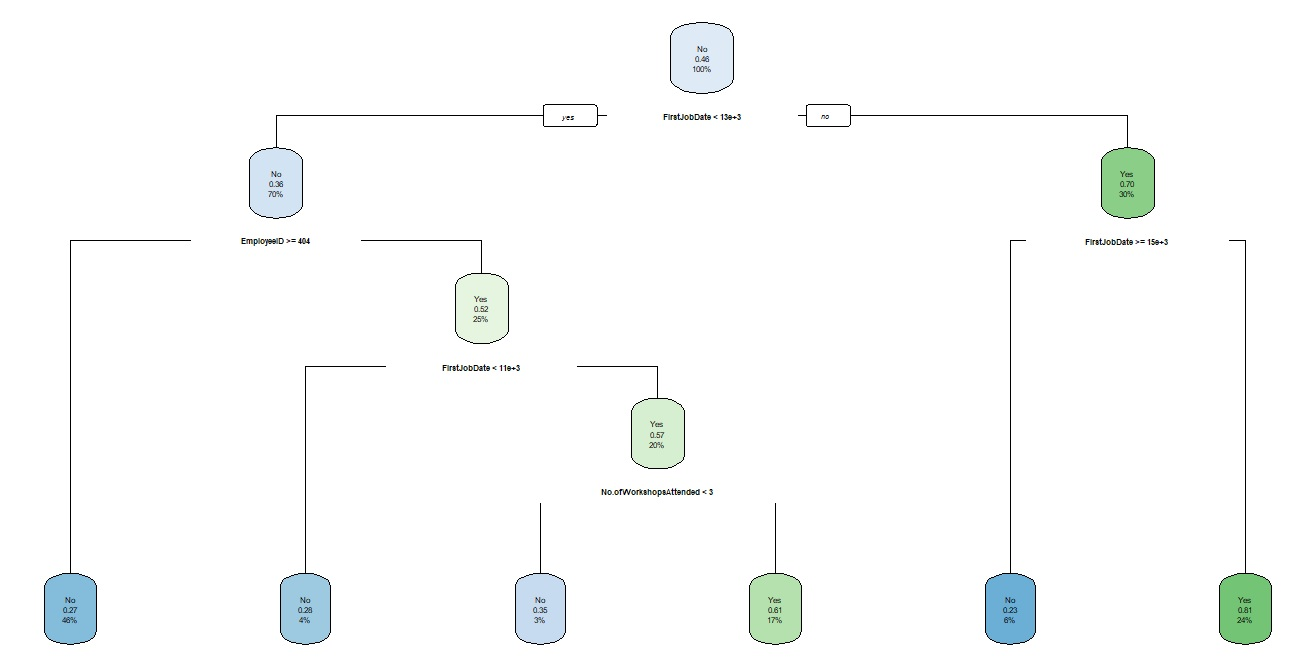 No
0.46
100%
yes
FirstJobDate < 13e+3
no
No
0.36
70%
Yes
0.70
30%
EmployeeID >= 404
FirstJobDate >= 15e+3
Yes
0.52
25%
FirstJobDate < 11e+3
Yes
0.57
20%
No.ofWorkshopsAttended < 3
No
0.27
46%
No
0.28
4%
No
0.35
3%
Yes
0.61
17%
No
0.23
6%
Yes
0.81
24%